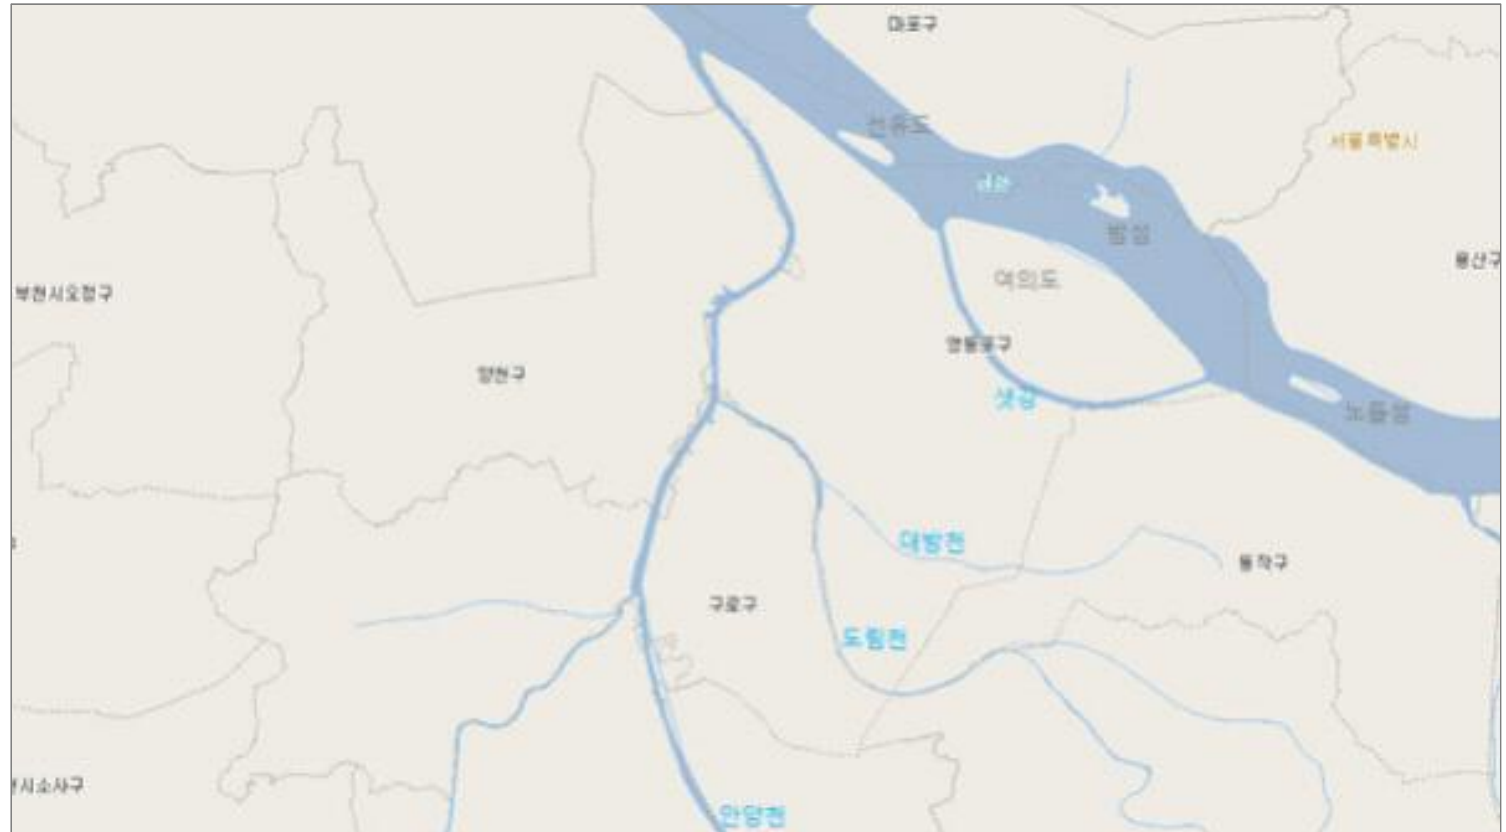 마포구
선유도
서울특별시
한강
밤섬
용산구
여의도
부천시오정구
영등포구
양천구
샛강
노들섬
대방천
동작구
구로구
도림천
시소사구
안양천